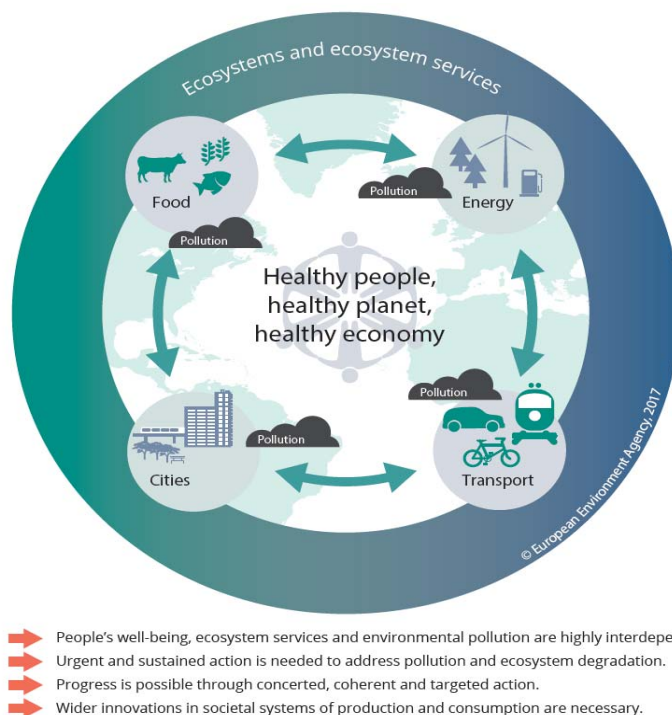 Ecosystems and ecosystem services
Food
Pollution
Pollution
Energy
Healthy people,
healthy planet,
healthy economy
Pollution
Cities
Pollution
Transport
© European Environment Agency, 2017
People's well-being, ecosystem services and environmental pollution are highly interdepe
Urgent and sustained action is needed to address pollution and ecosystem degradation.
Progress is possible through concerted, coherent and targeted action.
Wider innovations in societal systems of production and consumption are necessary.